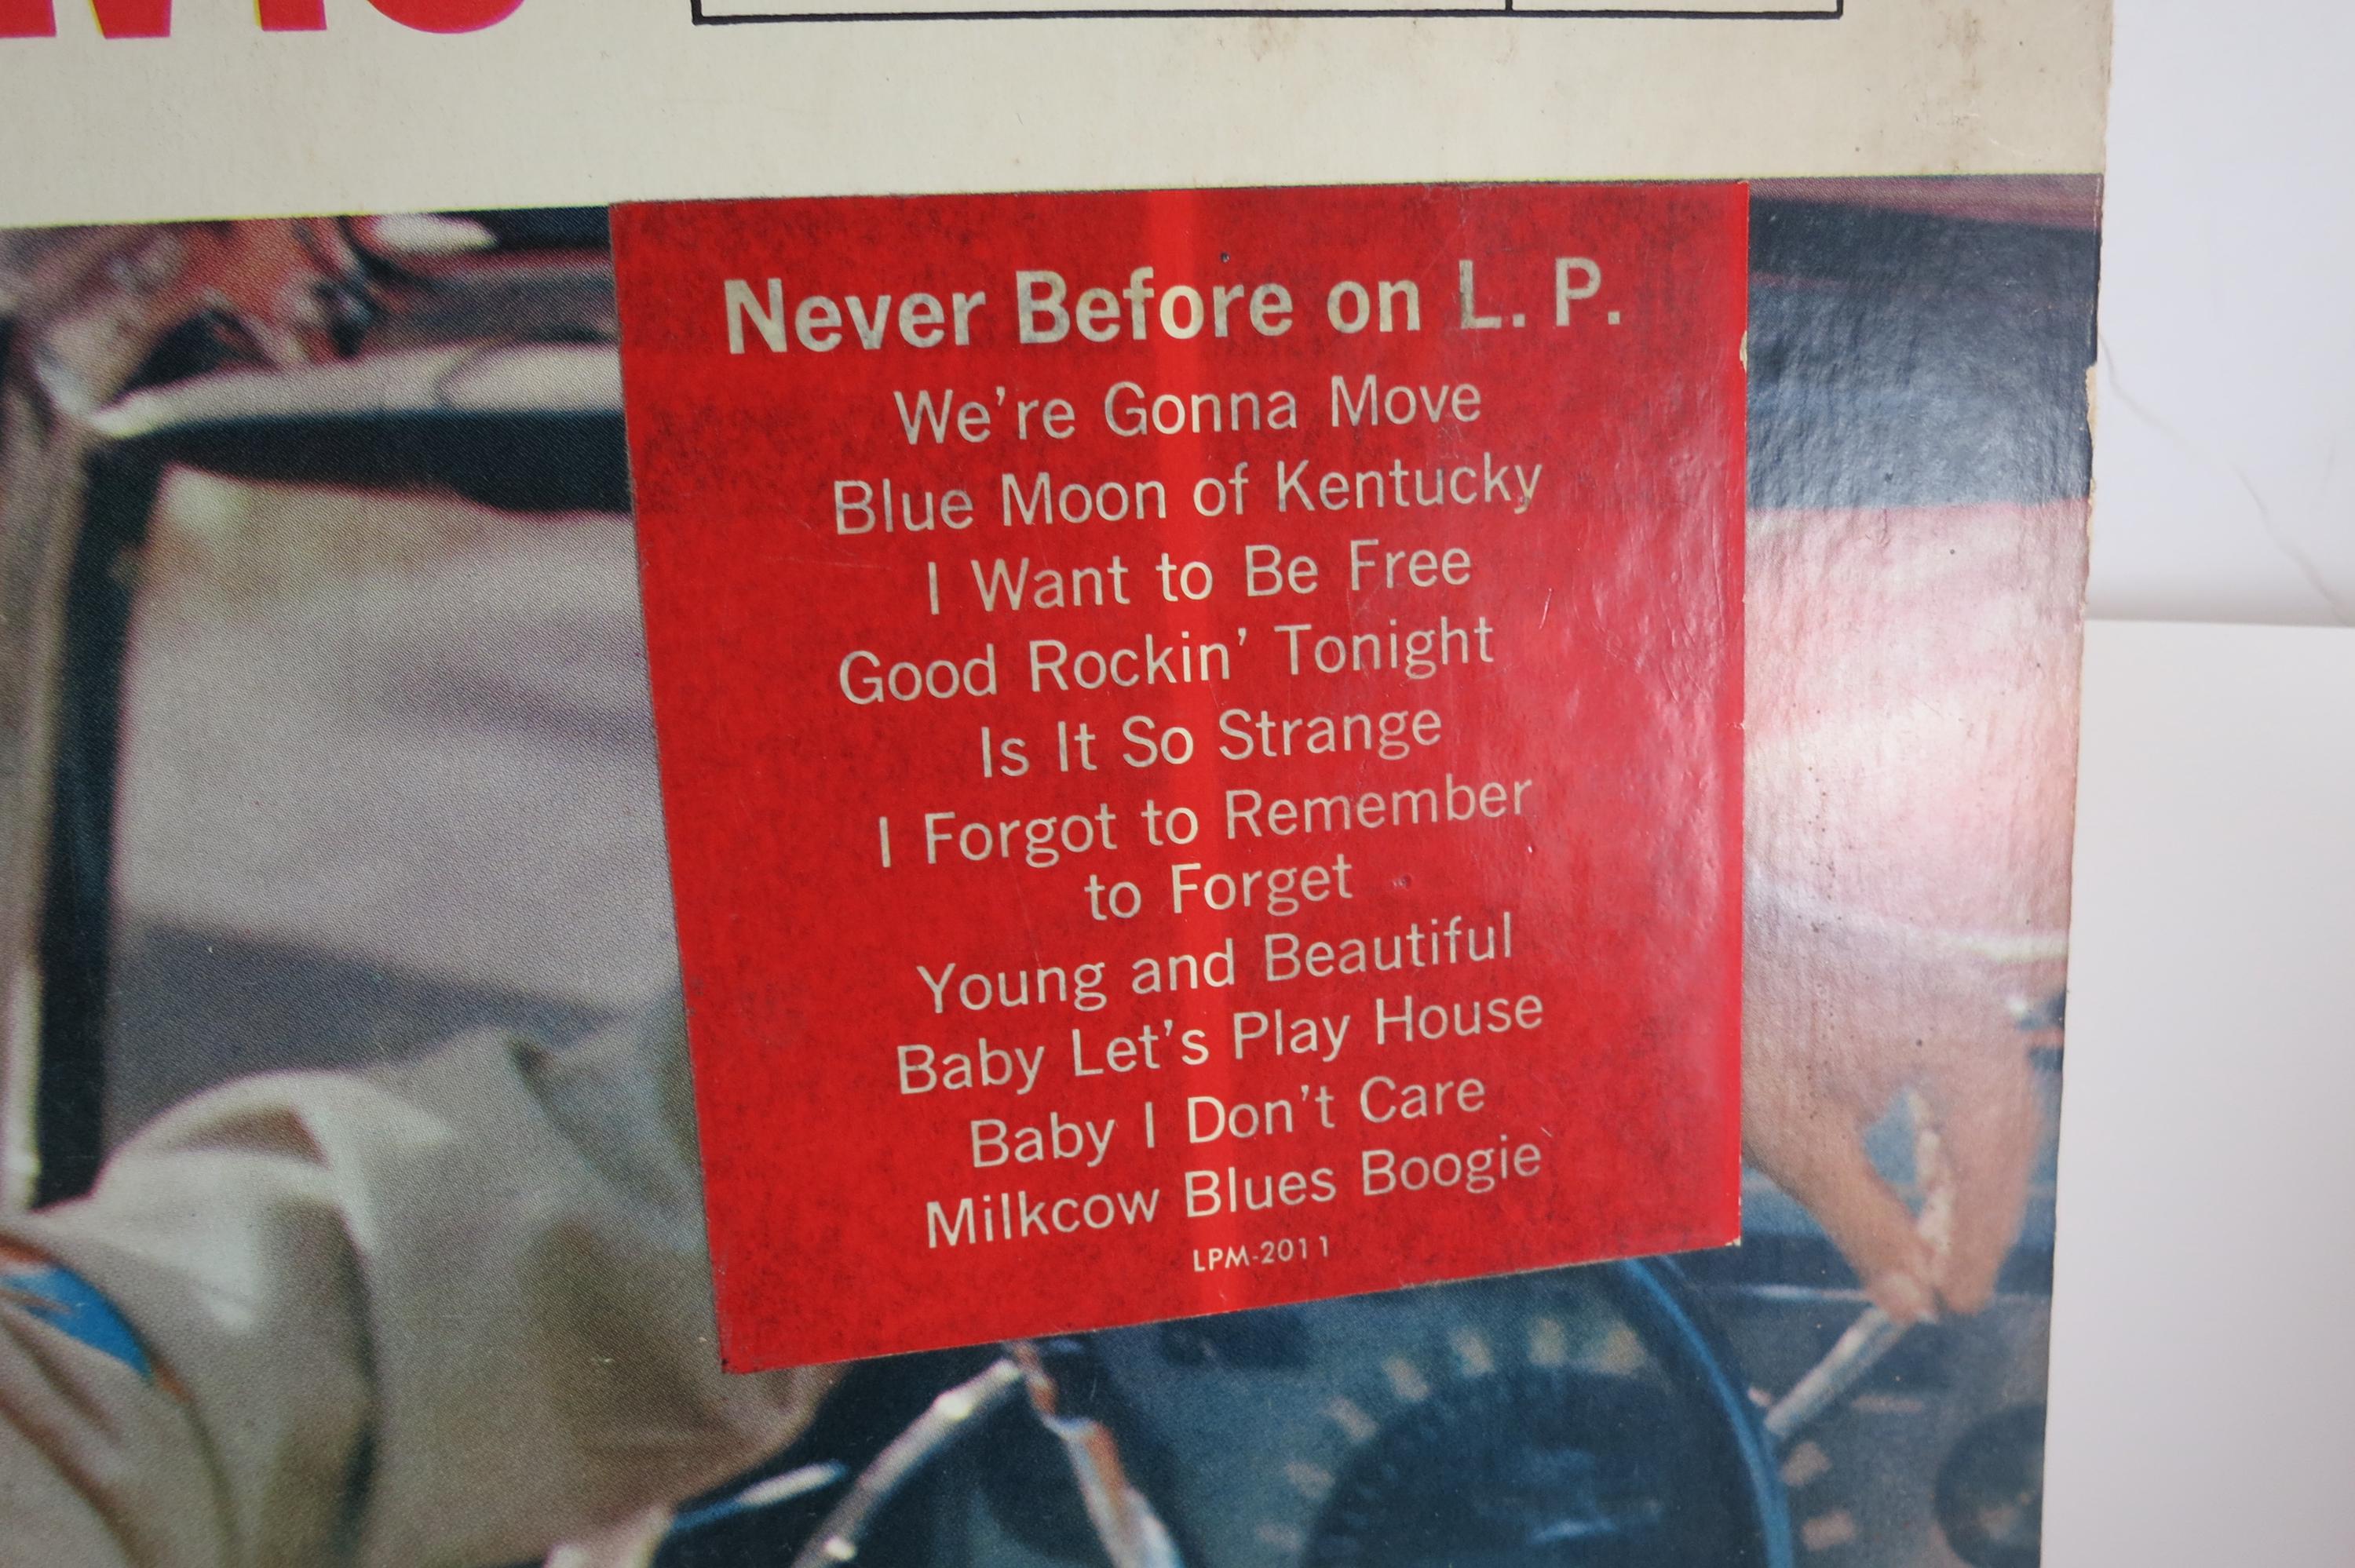 Never Before on L. P.
We're Gonna Move
Blue Moon of Kentucky
I Want to Be Free
Good Rockin' Tonight
Is It So Strange
I Forgot to Remember
to Forget
Young and Beautiful
Baby Let's Play House
Baby I Don't Care
Milkcow Blues Boogie
LPM-2011